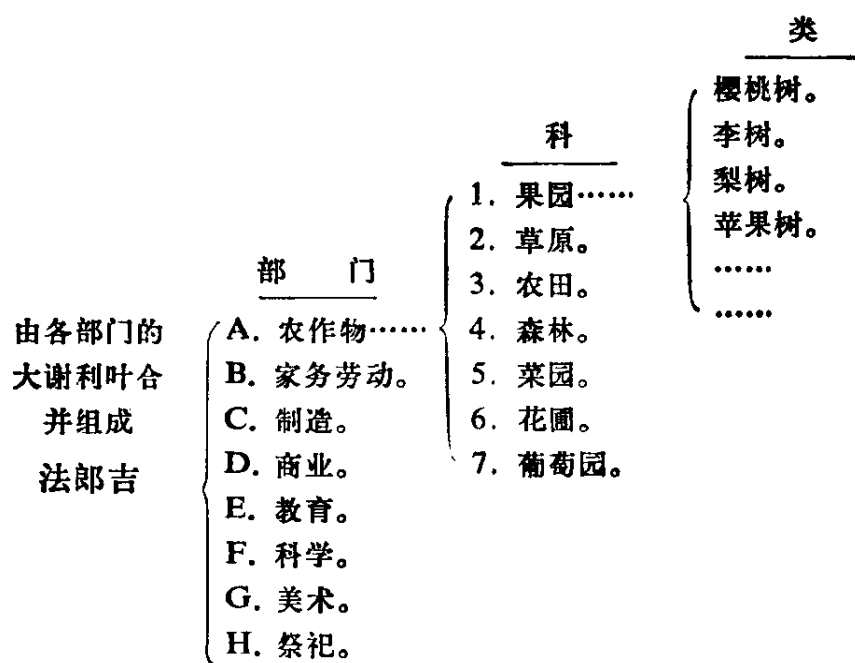 类
樱桃树。
李树。
梨树。
苹果树。
……
……
科
1. 果园……
2. 草原。
3. 农田。
4. 森林。
5. 菜园。
6. 花圃。
7. 葡萄园。
部 门
A. 农作物……
B. 家务劳动。
C. 制造。
D. 商业。
E. 教育。
F. 科学。
G. 美术。
H. 祭祀。
由各部门的
大谢利叶合
并组成
法郎吉